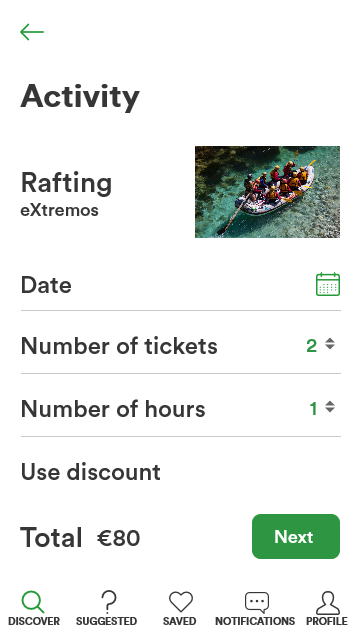 Activity
Rafting
eXtremos
Date
Number of tickets 2
Number of hours 1
Use discount
Total €80 Next
DISCOVER SUGGESTED SAVED NOTIFICATIONS PROFILE